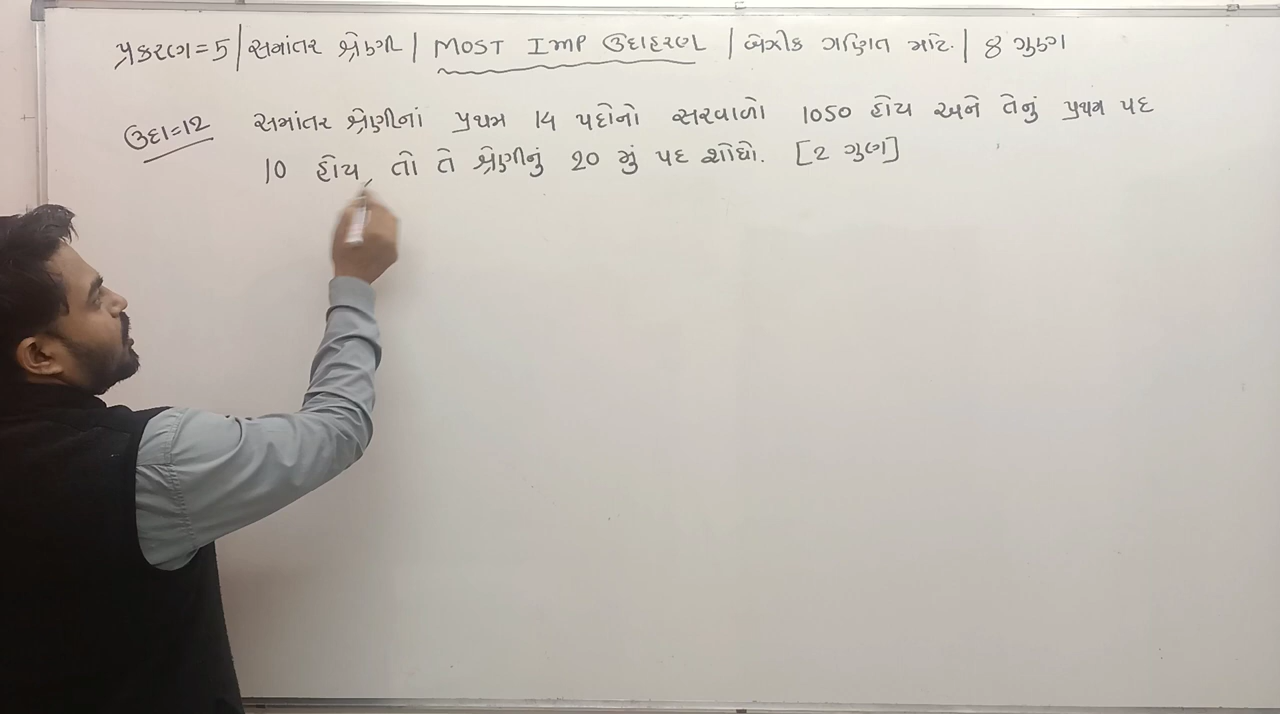 પ્રકરણ=5 | સમાંતર શ્રેણી | MOST IMP ઉદાહરણ | બેઝીક ગણિત માટે. | 8 ગુણ
ઉદા=12 સમાંતર શ્રેણીનાં પ્રથમ 14 પદોનો સરવાળો 1050 હોય અને તેનું પ્રથમ પદ
10 હોય, તો તે શ્રેણીનું 20 મું પદ શોધો. [2 ગુણ]